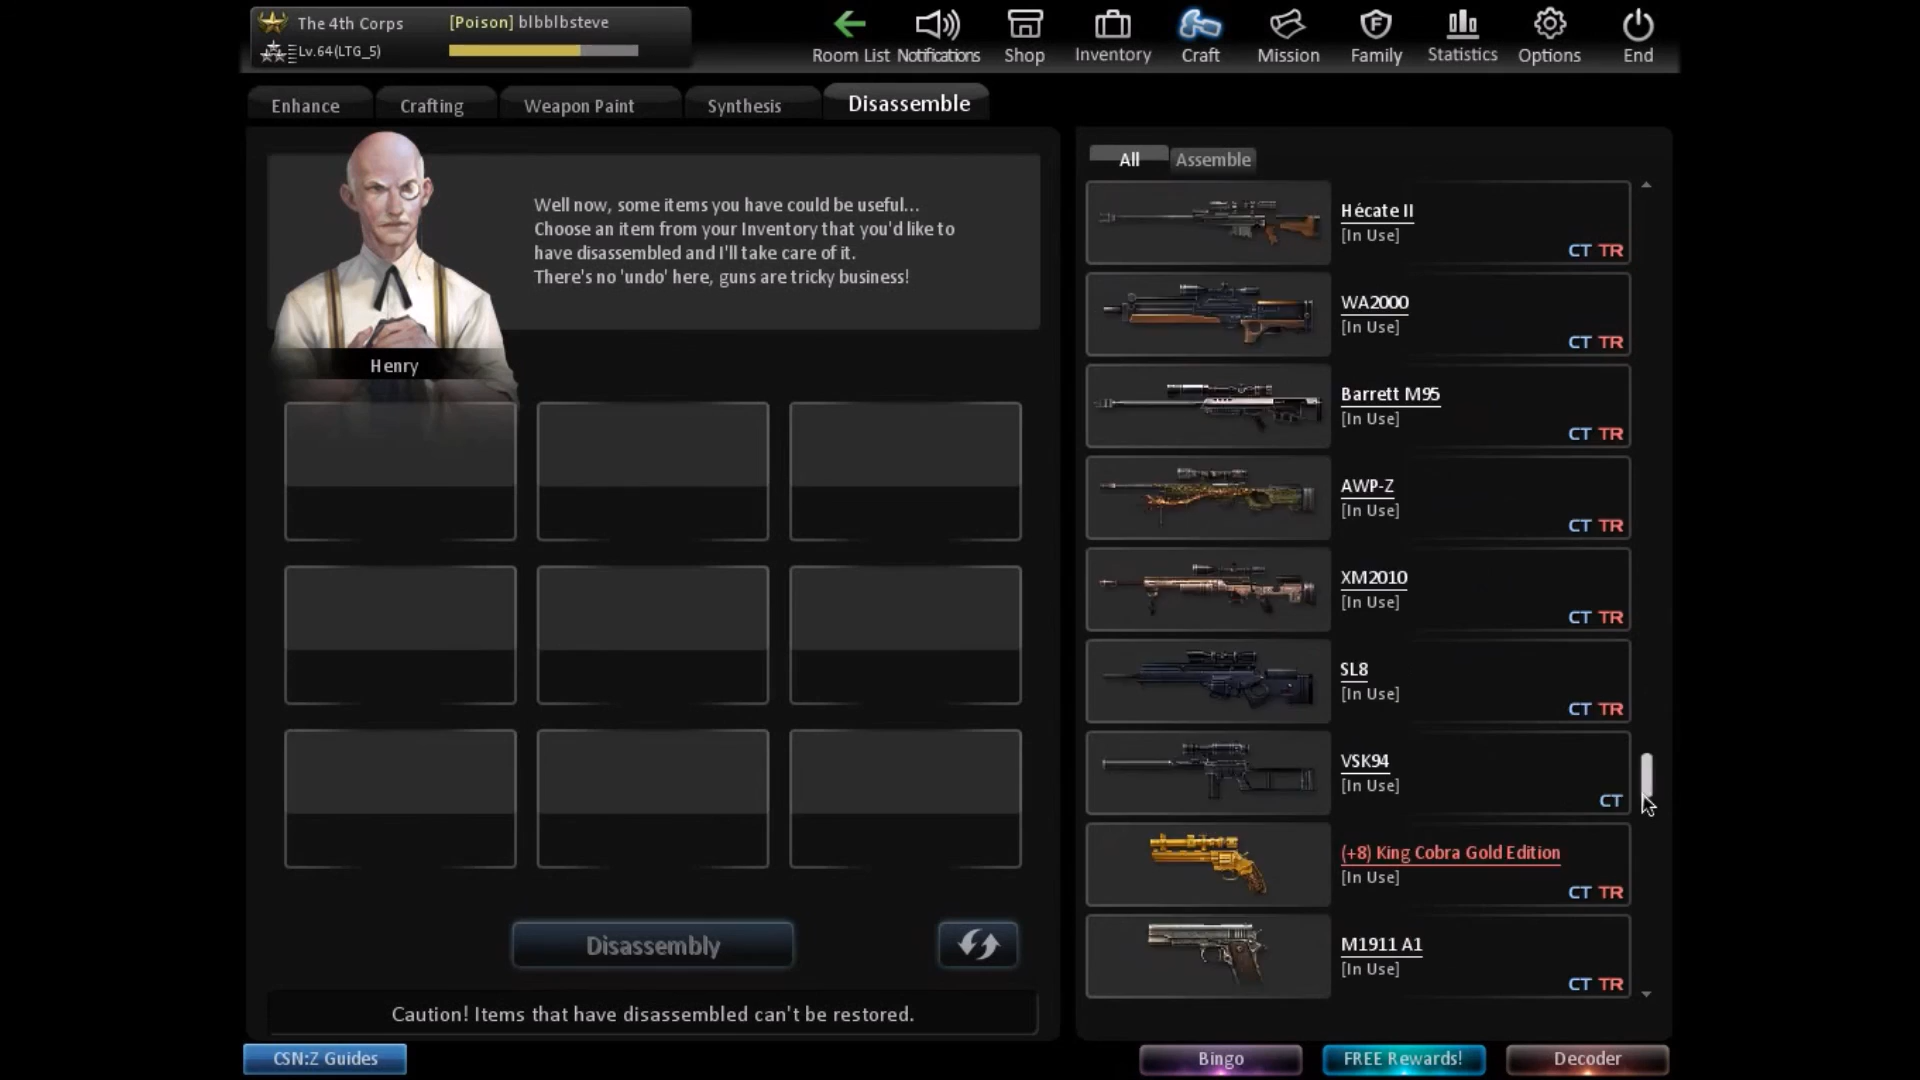 The 4th Corps
[Poison] blbblbsteve
Lv.64(LTG_5)
Room List
Notifications
Shop
Inventory
Craft
Mission
Family
Statistics
Options
End
Enhance
Crafting
Weapon Paint
Synthesis
Disassemble
Well now, some items you have could be useful...
Choose an item from your Inventory that you'd like to
have disassembled and I'll take care of it.
There's no 'undo' here, guns are tricky business!
Henry
Disassembly
Caution! Items that have disassembled can't be restored.
All
Assemble
Hécate II
[In Use]
CT TR
WA2000
[In Use]
CT TR
Barrett M95
[In Use]
CT TR
AWP-Z
[In Use]
CT TR
XM2010
[In Use]
CT TR
SL8
[In Use]
CT TR
VSK94
[In Use]
CT
(+8) King Cobra Gold Edition
[In Use]
CT TR
M1911 A1
[In Use]
CT TR
CSN:Z Guides
Bingo
FREE Rewards!
Decoder